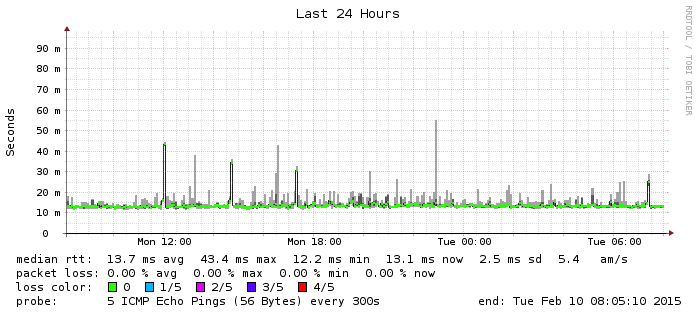 Last 24 Hours
RRDTOOL / TOBI OETIKER
Seconds
90 m
80 m
70 m
60 m
50 m
40 m
30 m
20 m
10 m
0
Mon 12:00 Mon 18:00 Tue 00:00 Tue 06:00
median rtt: 13.7 ms avg 43.4 ms max 12.2 ms min 13.1 ms now 2.5 ms sd 5.4 am/s
packet loss: 0.00 % avg 0.00 % max 0.00 % min 0.00 % now
loss color: 0 1/5 2/5 3/5 4/5
probe: 5 ICMP Echo Pings (56 Bytes) every 300s end: Tue Feb 10 08:05:10 2015